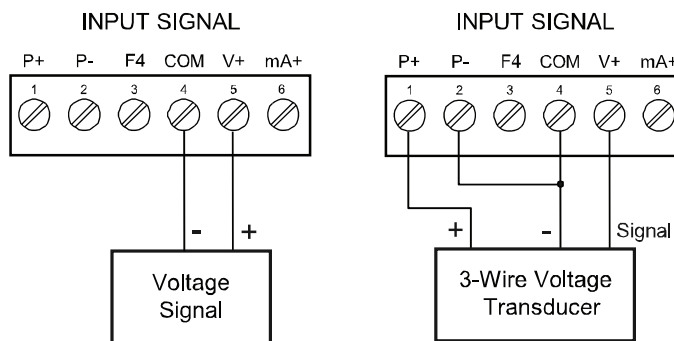 INPUT SIGNAL
P+ P- F4 COM V+ mA+
1 2 3 4 5 6
- +
Voltage
Signal
INPUT SIGNAL
P+ P- F4 COM V+ mA+
1 2 3 4 5 6
+ - Signal
3-Wire Voltage
Transducer